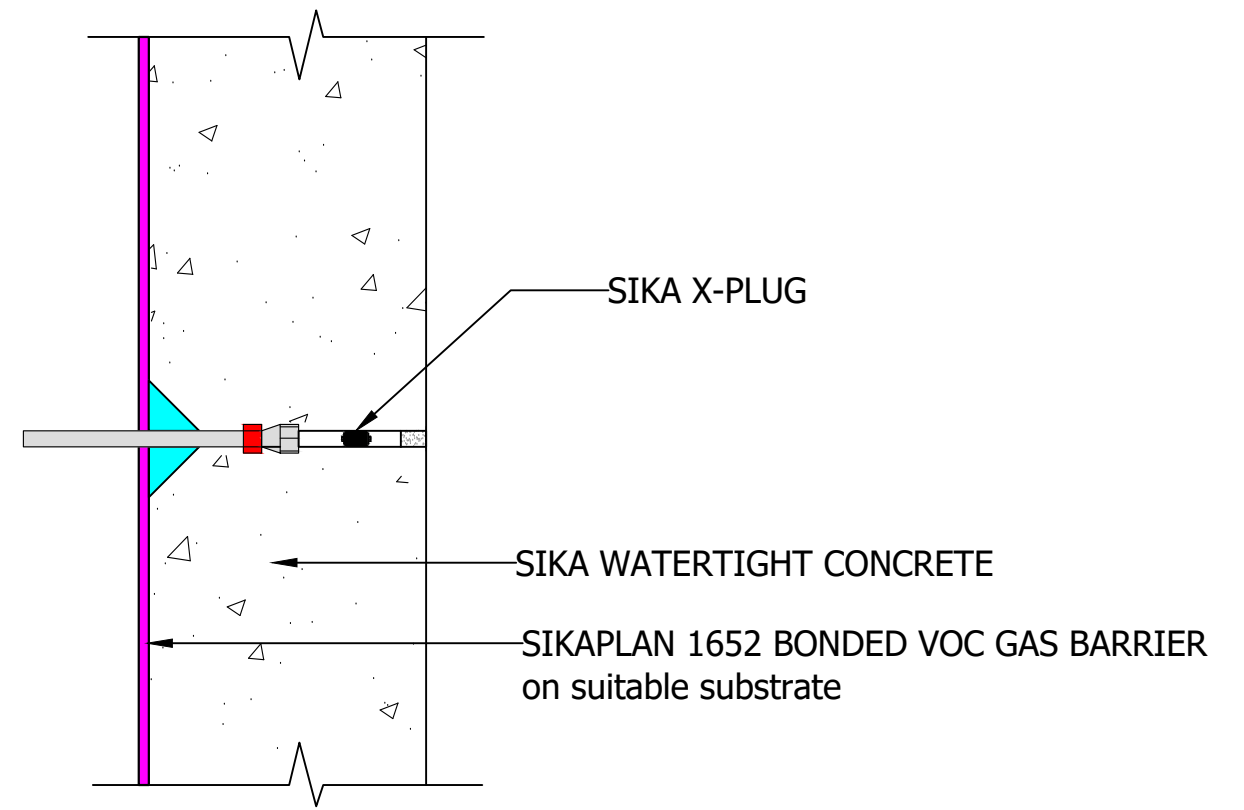 SIKA X-PLUG
SIKA WATERTIGHT CONCRETE
SIKAPLAN 1652 BONDED VOC GAS BARRIER
on suitable substrate